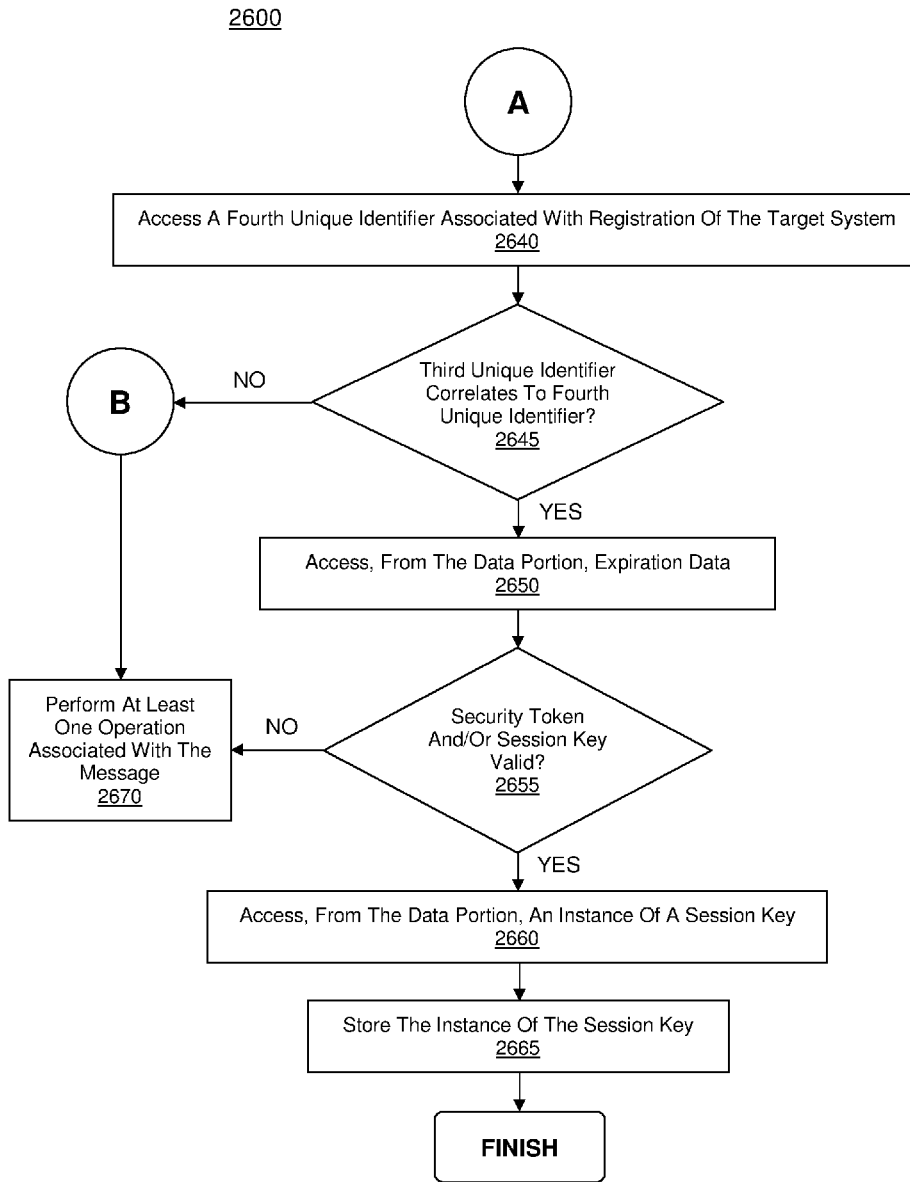 2600
A
Access A Fourth Unique Identifier Associated With Registration Of The Target System
2640
Third Unique Identifier
Correlates To Fourth
Unique Identifier?
2645
NO
B
YES
Access, From The Data Portion, Expiration Data
2650
Perform At Least
One Operation
Associated With The
Message
2670
NO
Security Token
And/Or Session Key
Valid?
2655
YES
Access, From The Data Portion, An Instance Of A Session Key
2660
Store The Instance Of The Session Key
2665
FINISH